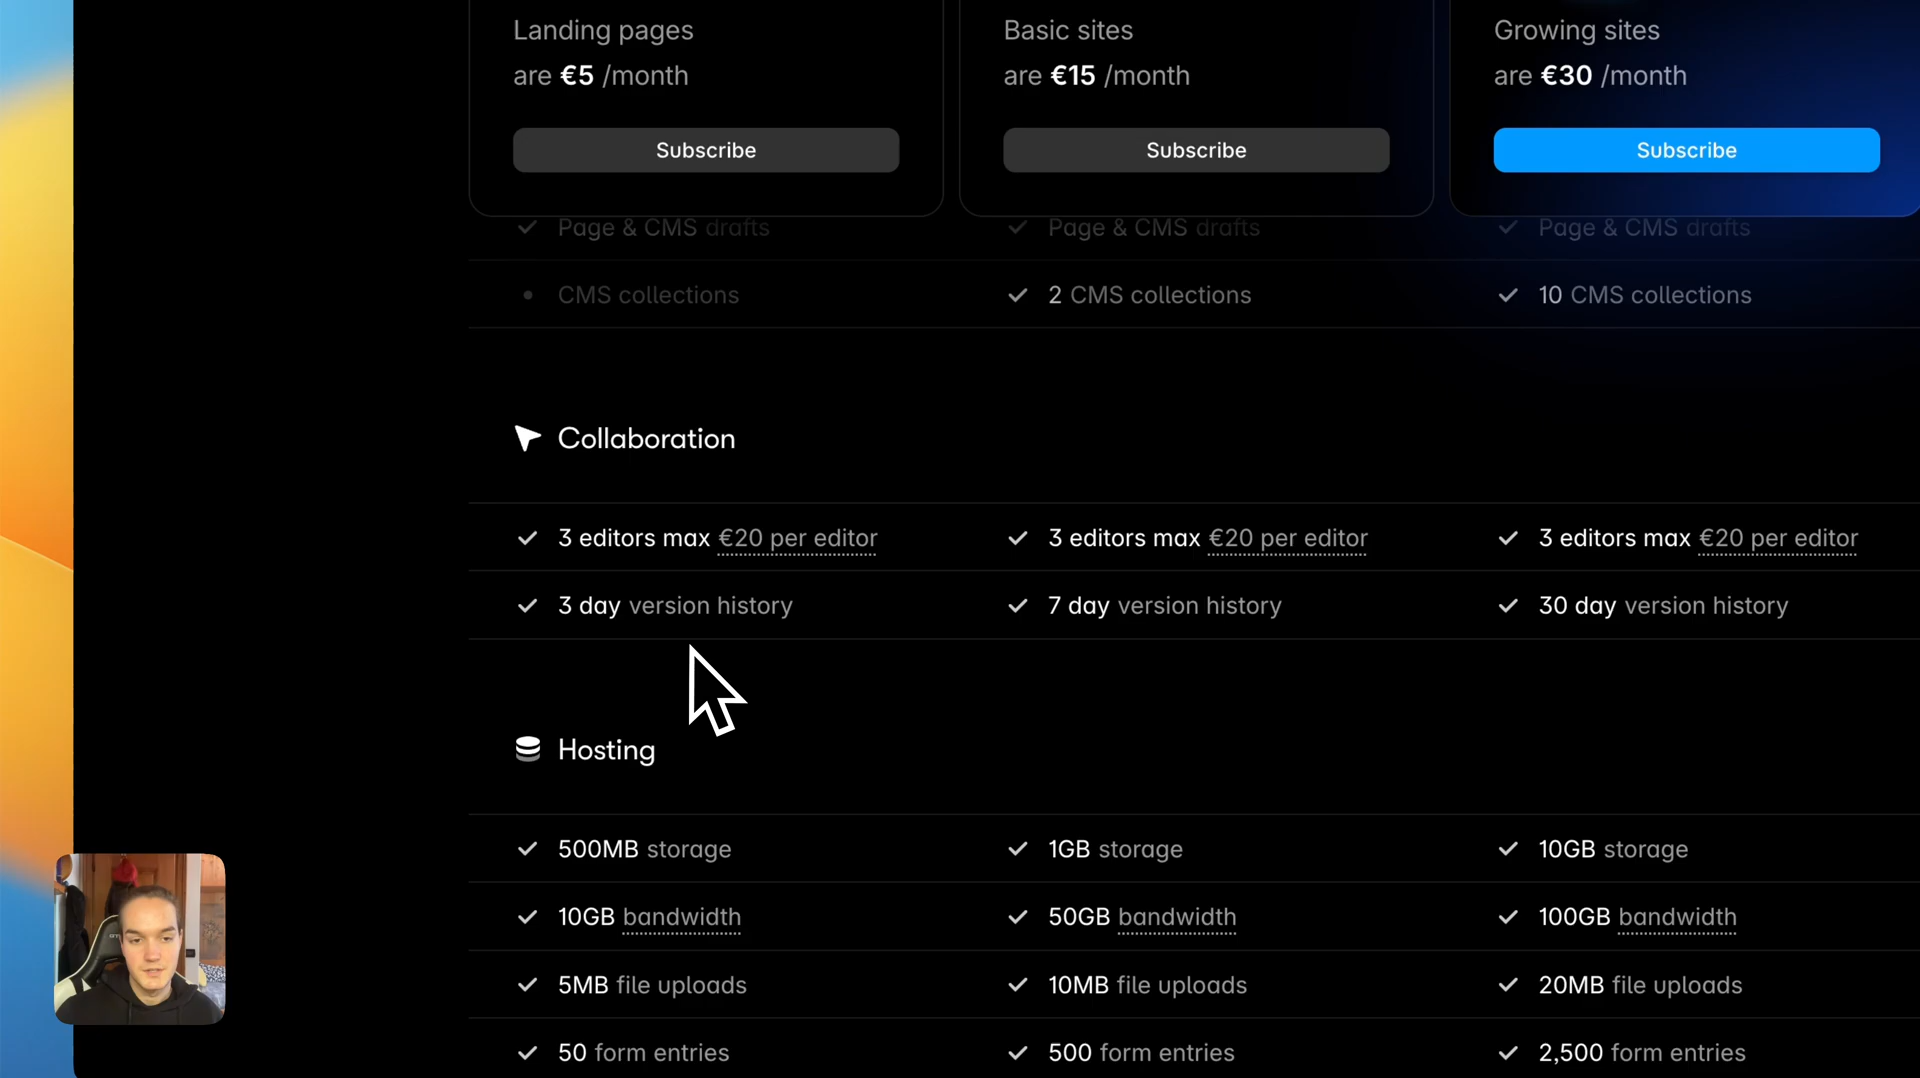 Landing pages
are €5 /month
Subscribe
Basic sites
are €15 /month
Subscribe
Growing sites
are €30 /month
Subscribe
Page & CMS drafts
Page & CMS drafts
Page & CMS drafts
CMS collections
2 CMS collections
10 CMS collections
Collaboration
3 editors max €20 per editor
3 editors max €20 per editor
3 editors max €20 per editor
3 day version history
7 day version history
30 day version history
Hosting
500MB storage
1GB storage
10GB storage
10GB bandwidth
50GB bandwidth
100GB bandwidth
5MB file uploads
10MB file uploads
20MB file uploads
50 form entries
500 form entries
2,500 form entries